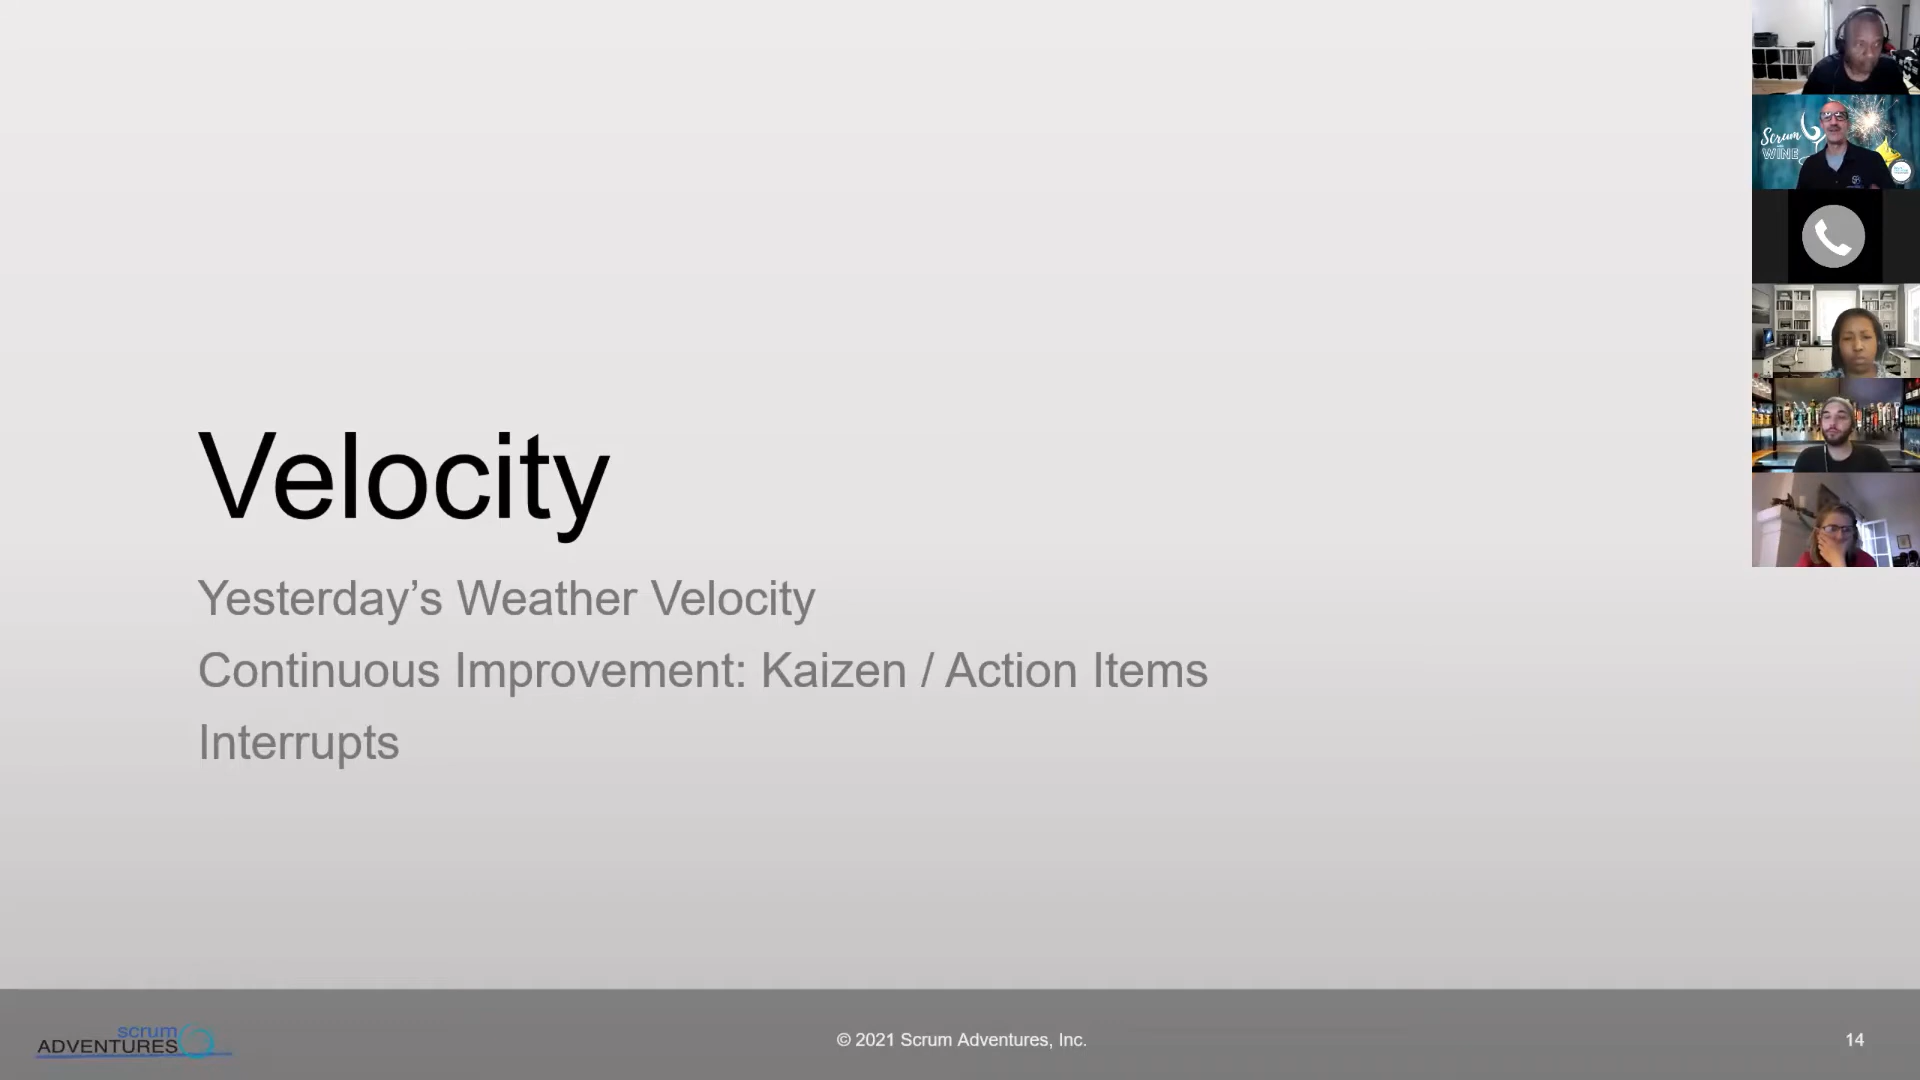 Velocity
Yesterday’s Weather Velocity
Continuous Improvement: Kaizen / Action Items
Interrupts
Scrum
WINE
scrum
ADVENTURES
© 2021 Scrum Adventures, Inc.
14